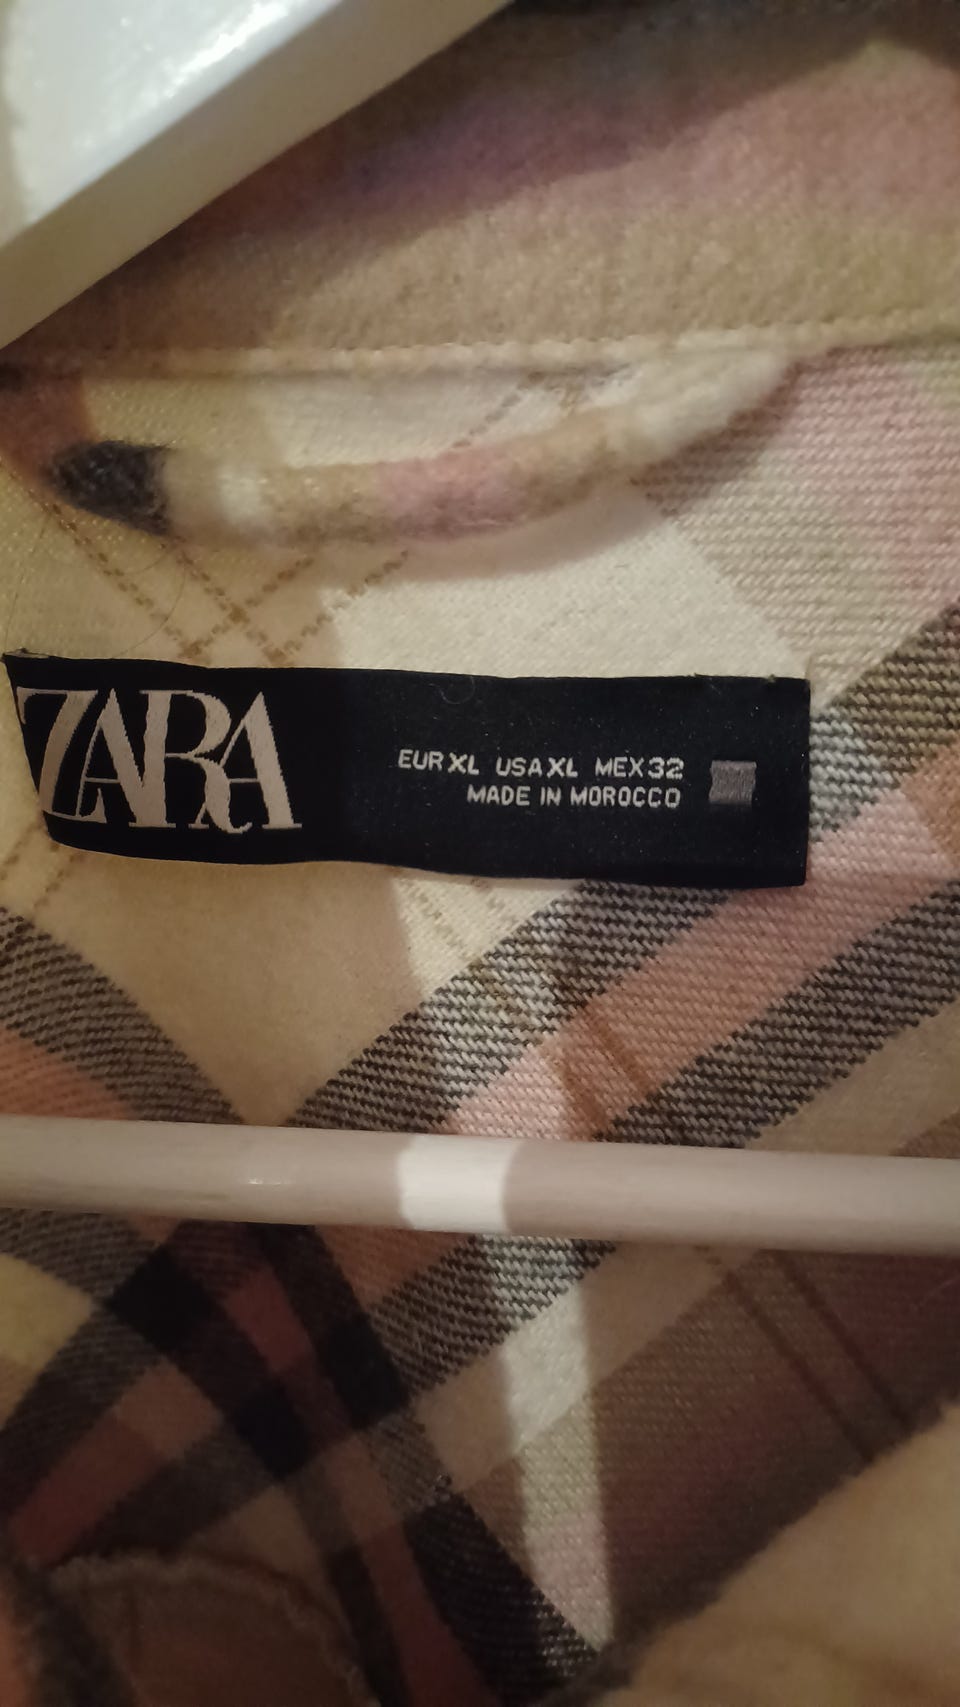 ZARA
EUR XL USA XL MEX 32
MADE IN MOROCCO